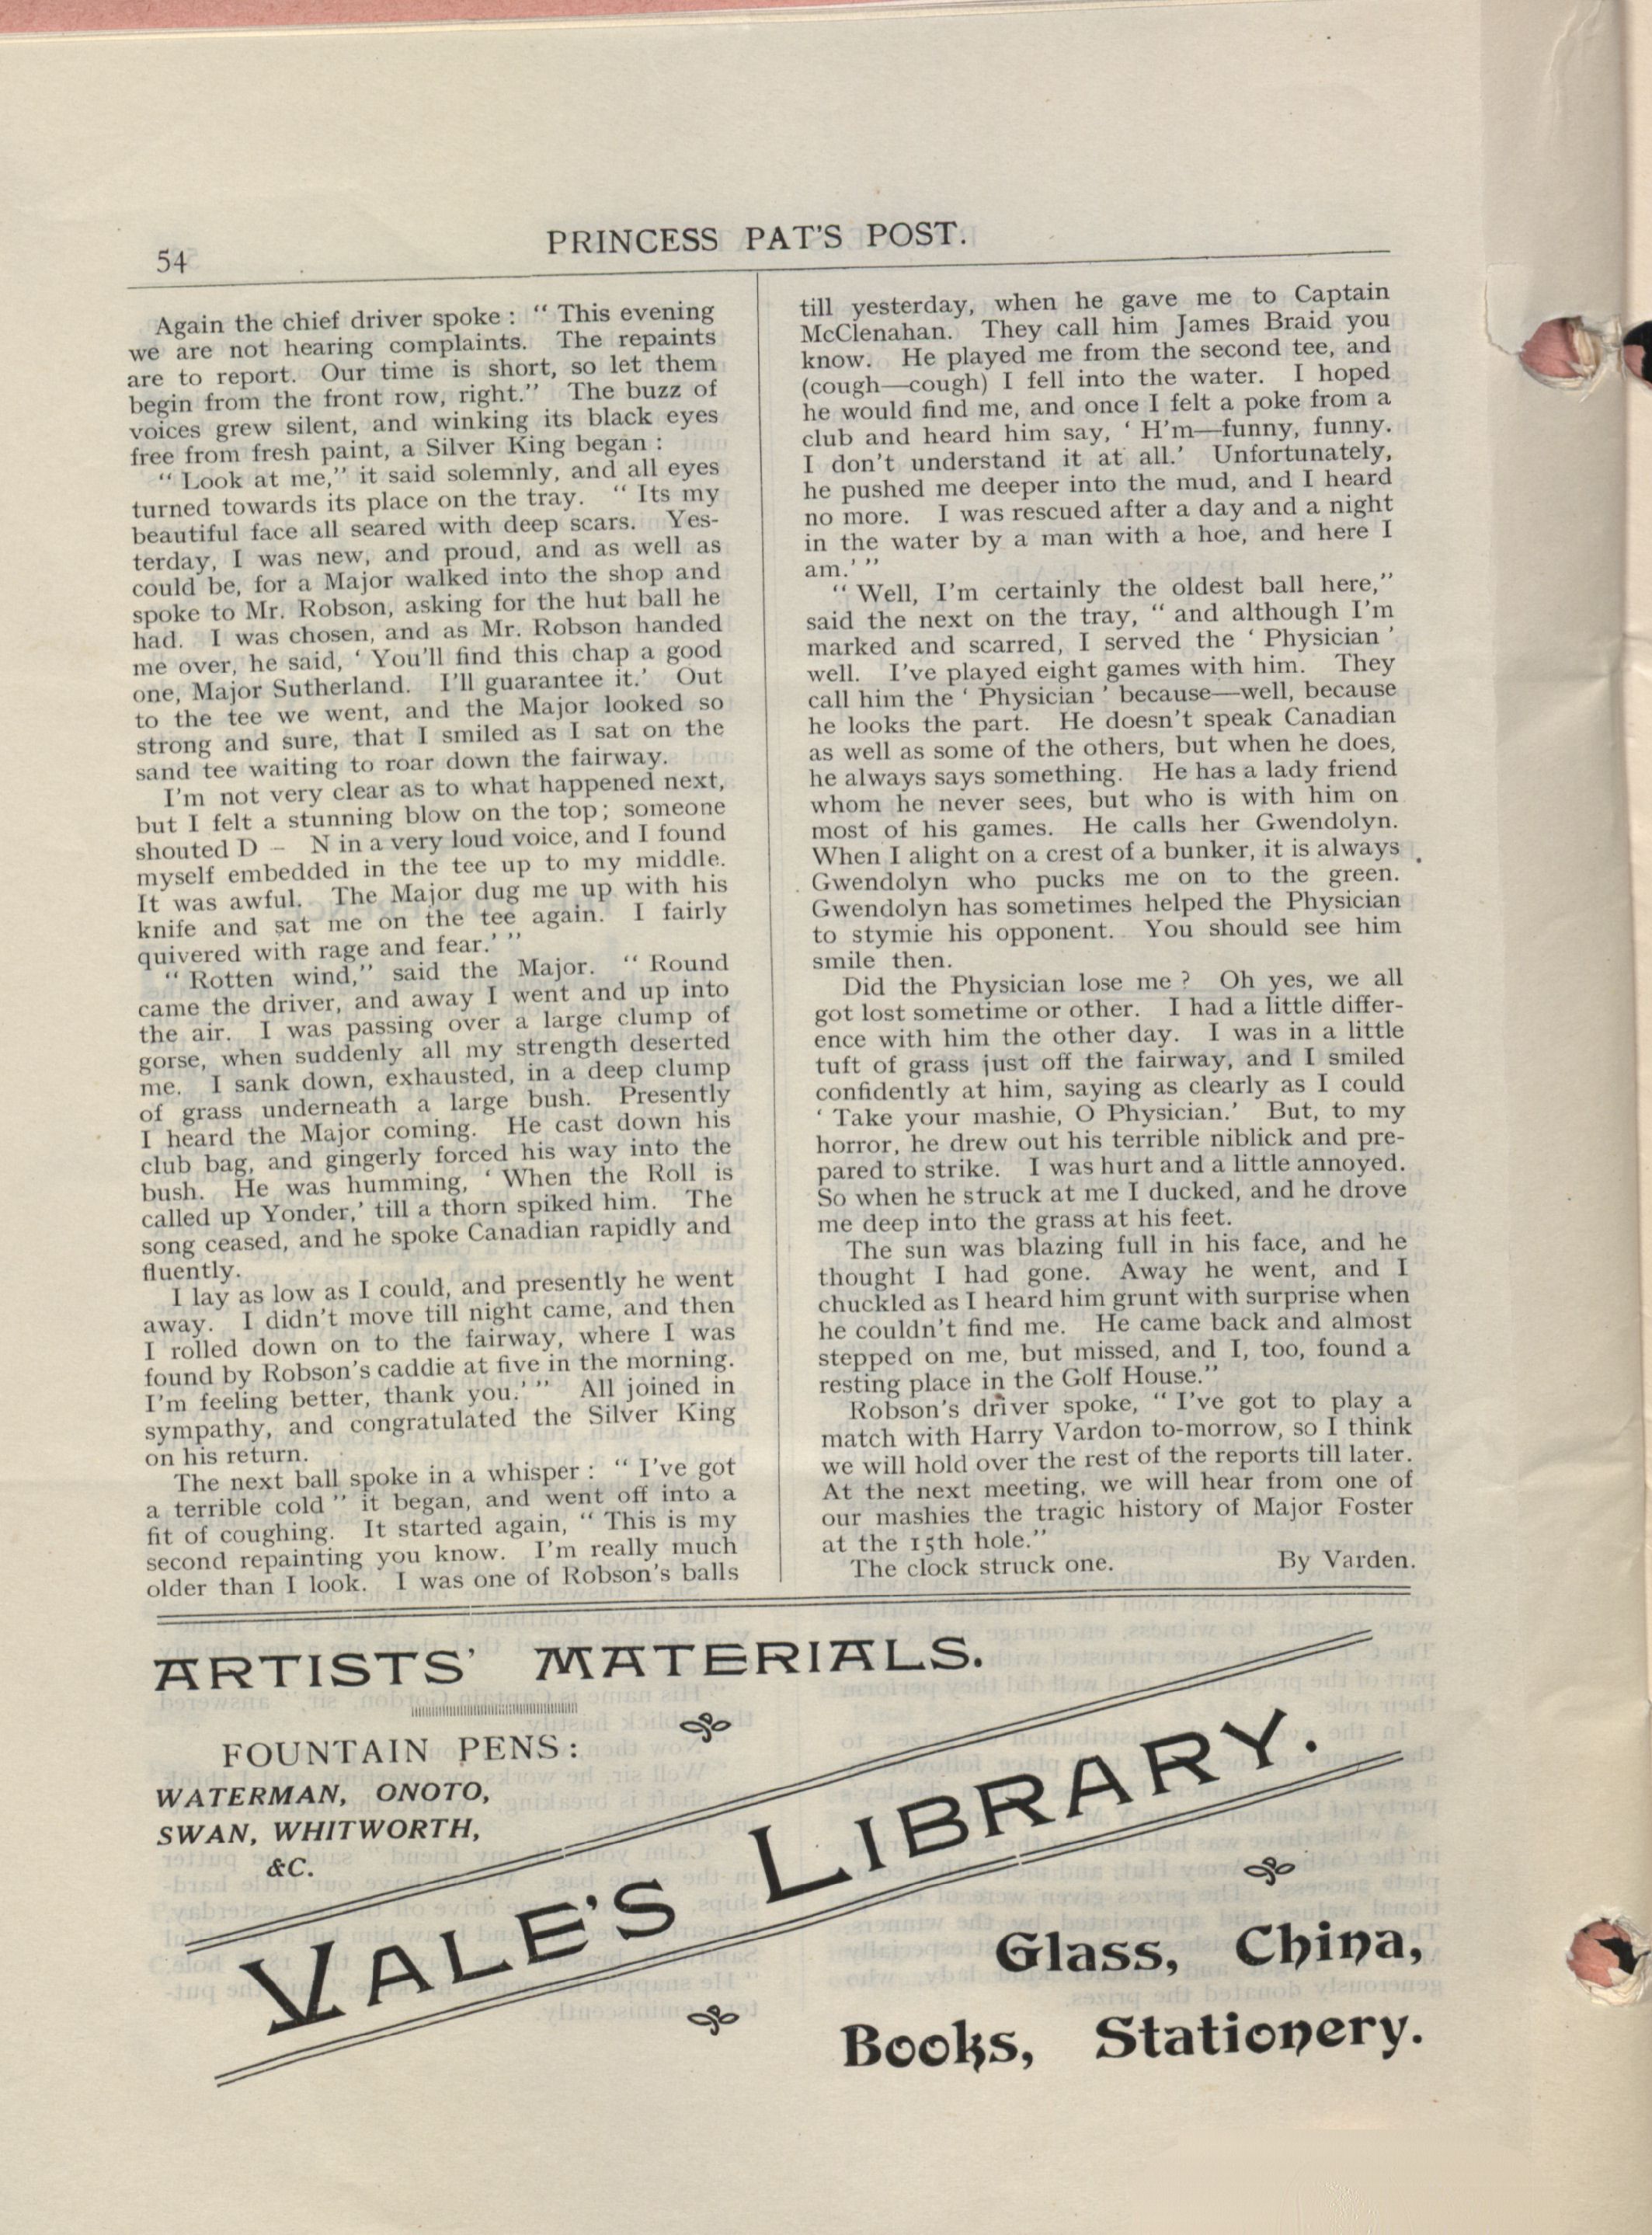 54
PRINCESS PAT'S POST.
Again the chief driver spoke : “ This evening
we are not hearing complaints. The repaints
are to report. Our time is short, so let them
begin from the front row, right.” The buzz of
voices grew silent, and winking its black eyes
free from fresh paint, a Silver King began :
“ Look at me,” it said solemnly, and all eyes
turned towards its place on the tray. “ Its my
beautiful face all seared with deep scars. Yes-
terday, I was new, and proud, and as well as
could be, for a Major walked into the shop and
spoke to Mr. Robson, asking for the hut ball he
had. I was chosen, and as Mr. Robson handed
me over, he said, ‘ You'll find this chap a good
one, Major Sutherland. I'll guarantee it.’ Out
to the tee we went, and the Major looked so
strong and sure, that I smiled as I sat on the
sand tee waiting to roar down the fairway.
I'm not very clear as to what happened next,
but I felt a stunning blow on the top; someone
shouted D – N in a very loud voice, and I found
myself embedded in the tee up to my middle.
It was awful. The Major dug me up with his
knife and sat me on the tee again. I fairly
quivered with rage and fear.’ ”
“ Rotten wind,” said the Major. “ Round
came the driver, and away I went and up into
the air. I was passing over a large clump of
gorse, when suddenly all my strength deserted
me. I sank down, exhausted, in a deep clump
of grass underneath a large bush. Presently
I heard the Major coming. He cast down his
club bag, and gingerly forced his way into the
bush. He was humming, ‘ When the Roll is
called up Yonder,’ till a thorn spiked him. The
song ceased, and he spoke Canadian rapidly and
fluently.
I lay as low as I could, and presently he went
away. I didn't move till night came, and then
I rolled down on to the fairway, where I was
found by Robson's caddie at five in the morning.
I'm feeling better, thank you.’ ” All joined in
sympathy, and congratulated the Silver King
on his return.
The next ball spoke in a whisper : “ I've got
a terrible cold ” it began, and went off into a
fit of coughing. It started again, “ This is my
second repainting you know. I'm really much
older than I look. I was one of Robson's balls
till yesterday, when he gave me to Captain
McClenahan. They call him James Braid you
know. He played me from the second tee, and
(cough—cough) I fell into the water. I hoped
he would find me, and once I felt a poke from a
club and heard him say, ‘ H'm—funny, funny.
I don't understand it at all.’ Unfortunately,
he pushed me deeper into the mud, and I heard
no more. I was rescued after a day and a night
in the water by a man with a hoe, and here I
am.’ ”
“ Well, I'm certainly the oldest ball here,”
said the next on the tray, “ and although I'm
marked and scarred, I served the ‘ Physician ’
well. I've played eight games with him. They
call him the ‘ Physician ’ because—well, because
he looks the part. He doesn't speak Canadian
as well as some of the others, but when he does,
he always says something. He has a lady friend
whom he never sees, but who is with him on
most of his games. He calls her Gwendolyn.
When I alight on a crest of a bunker, it is always
Gwendolyn who pucks me on to the green.
Gwendolyn has sometimes helped the Physician
to stymie his opponent. You should see him
smile then.
Did the Physician lose me ? Oh yes, we all
got lost sometime or other. I had a little differ-
ence with him the other day. I was in a little
tuft of grass just off the fairway, and I smiled
confidently at him, saying as clearly as I could
‘ Take your mashie, O Physician.’ But, to my
horror, he drew out his terrible niblick and pre-
pared to strike. I was hurt and a little annoyed.
So when he struck at me I ducked, and he drove
me deep into the grass at his feet.
The sun was blazing full in his face, and he
thought I had gone. Away he went, and I
chuckled as I heard him grunt with surprise when
he couldn't find me. He came back and almost
stepped on me, but missed, and I, too, found a
resting place in the Golf House.”
Robson's driver spoke, “ I've got to play a
match with Harry Vardon to-morrow, so I think
we will hold over the rest of the reports till later.
At the next meeting, we will hear from one of
our mashies the tragic history of Major Foster
at the 15th hole.”
The clock struck one. By Varden.
ARTISTS' MATERIALS.
FOUNTAIN PENS:
WATERMAN, ONOTO,
SWAN, WHITWORTH,
&C.
VALE'S LIBRARY.
Glass, China,
Books, Stationery.